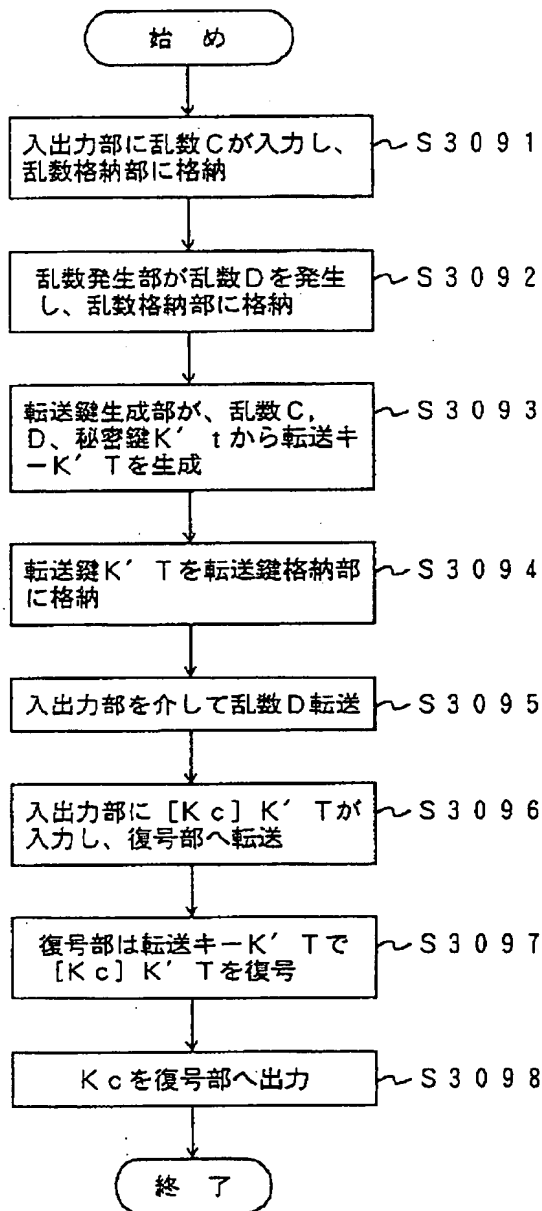 始 め
入出力部に乱数Cが入力し、 S3091
乱数格納部に格納
乱数発生部が乱数Dを発生 S3092
し、乱数格納部に格納
転送鍵生成部が、乱数C, S3093
D、秘密鍵K′ tから転送キ
ーK′ Tを生成
転送鍵K′ Tを転送鍵格納部 S3094
に格納
入出力部を介して乱数D転送 S3095
入出力部に [Kc] K′ Tが S3096
入力し、復号部へ転送
復号部は転送キーK′ Tで S3097
[Kc] K′ Tを復号
Kcを復号部へ出力 S3098
終 了